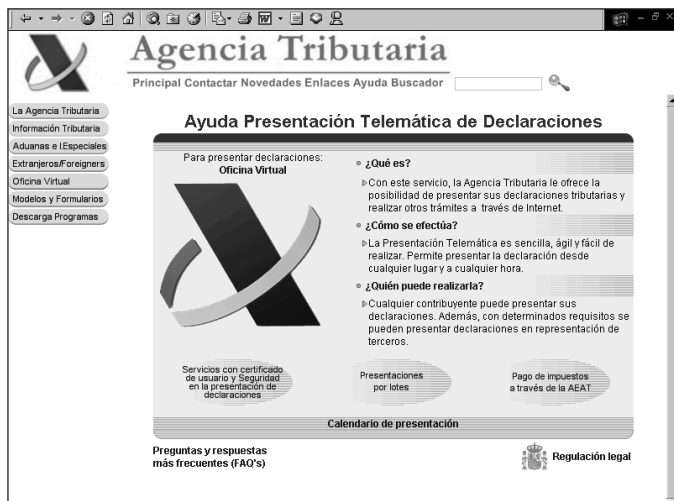 Agencia Tributaria
Principal Contactar Novedades Enlaces Ayuda Buscador
La Agencia Tributaria
Información Tributaria
Aduanas e I.Especiales
Extranjeros/Foreigners
Oficina Virtual
Modelos y Formularios
Descarga Programas
Ayuda Presentación Telemática de Declaraciones
Para presentar declaraciones:
Oficina Virtual
¿Qué es?
Con este servicio, la Agencia Tributaria le ofrece la
posibilidad de presentar sus declaraciones tributarias y
realizar otros trámites a través de Internet.
¿Cómo se efectúa?
La Presentación Telemática es sencilla, ágil y fácil de
realizar. Permite presentar la declaración desde
cualquier lugar y a cualquier hora.
¿Quién puede realizarla?
Cualquier contribuyente puede presentar sus
declaraciones. Además, con determinados requisitos se
pueden presentar declaraciones en representación de
terceros.
Servicios con certificado
de usuario y Seguridad
en la presentación de
declaraciones
Presentaciones
por lotes
Pago de impuestos
a través de la AEAT
Calendario de presentación
Preguntas y respuestas
más frecuentes (FAQ's)
Regulación legal